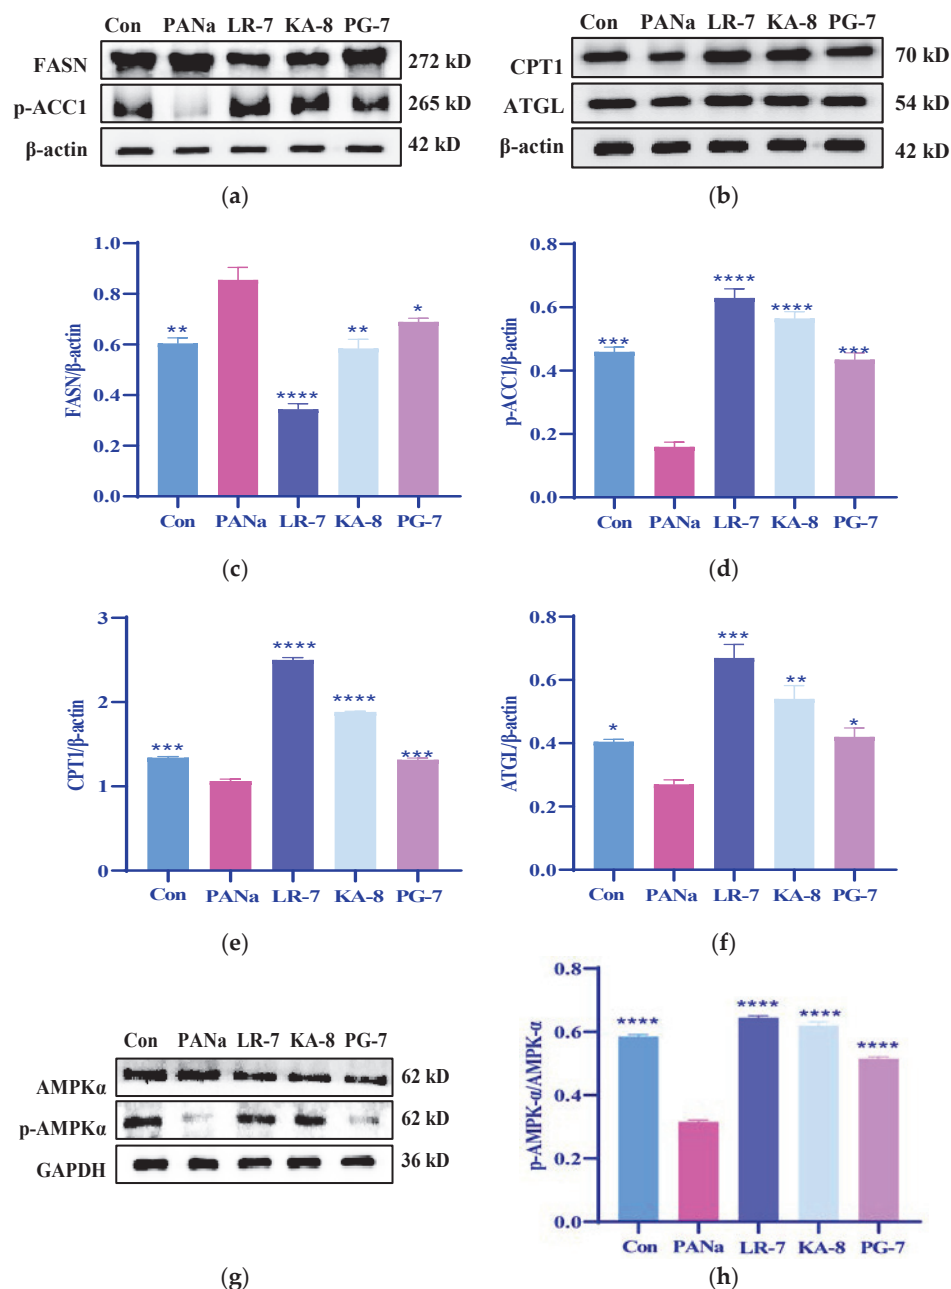 Con PANa LR-7 KA-8 PG-7
FASN 272 kD
p-ACC1 265 kD
β-actin 42 kD
(a)
Con PANa LR-7 KA-8 PG-7
CPT1 70 kD
ATGL 54 kD
β-actin 42 kD
(b)
FASN/β-actin
1.0
0.8
0.6
0.4
0.2
0.0
** **** ** *
Con PANa LR-7 KA-8 PG-7
(c)
p-ACC1/β-actin
0.8
0.6
0.4
0.2
0.0
*** **** **** ***
Con PANa LR-7 KA-8 PG-7
(d)
CPT1/β-actin
3
2
1
0
*** **** **** ***
Con PANa LR-7 KA-8 PG-7
(e)
ATGL/β-actin
0.8
0.6
0.4
0.2
0.0
* *** ** *
Con PANa LR-7 KA-8 PG-7
(f)
Con PANa LR-7 KA-8 PG-7
AMPKα 62 kD
p-AMPKα 62 kD
GAPDH 36 kD
(g)
p-AMPK-α/AMPK-α
0.8
0.6
0.4
0.2
0.0
**** **** **** ****
Con PANa LR-7 KA-8 PG-7
(h)